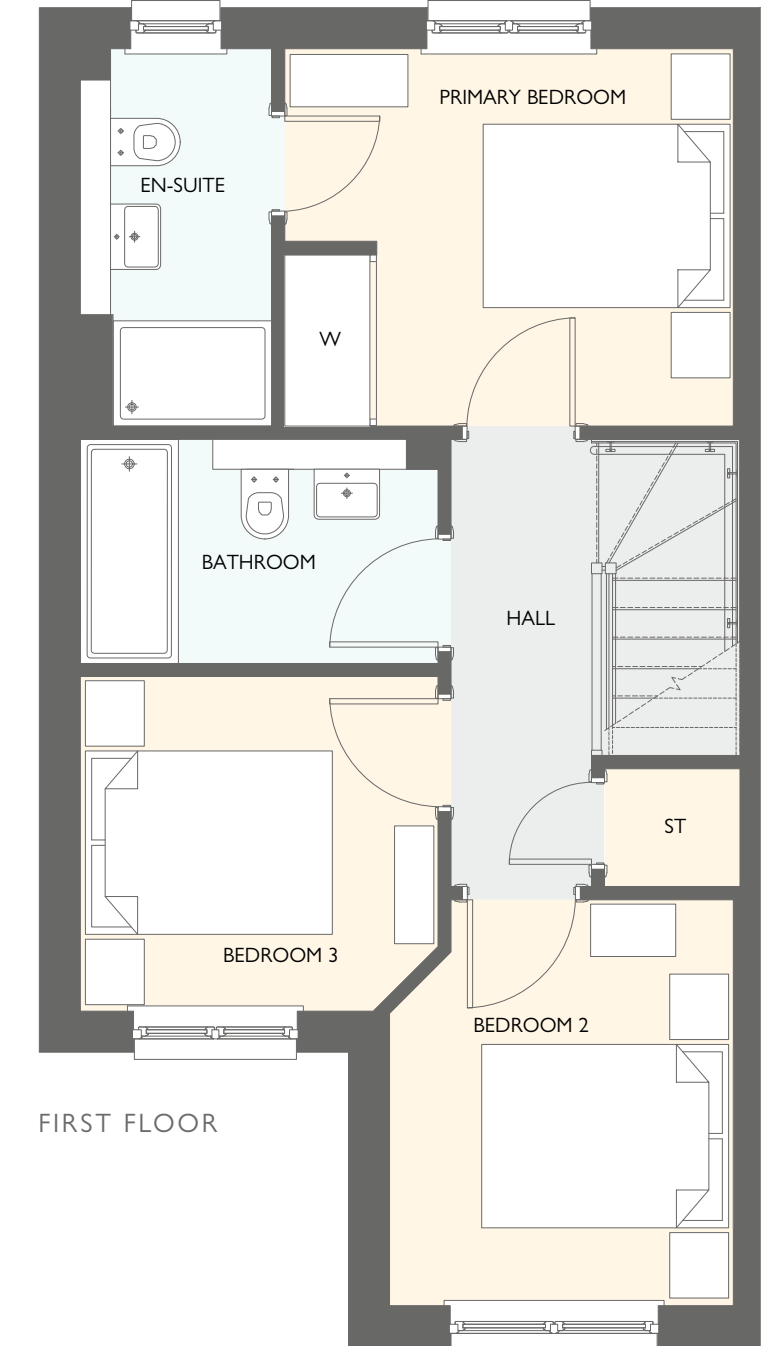 PRIMARY BEDROOM
EN-SUITE
W
BATHROOM
HALL
ST
BEDROOM 3
BEDROOM 2
FIRST FLOOR